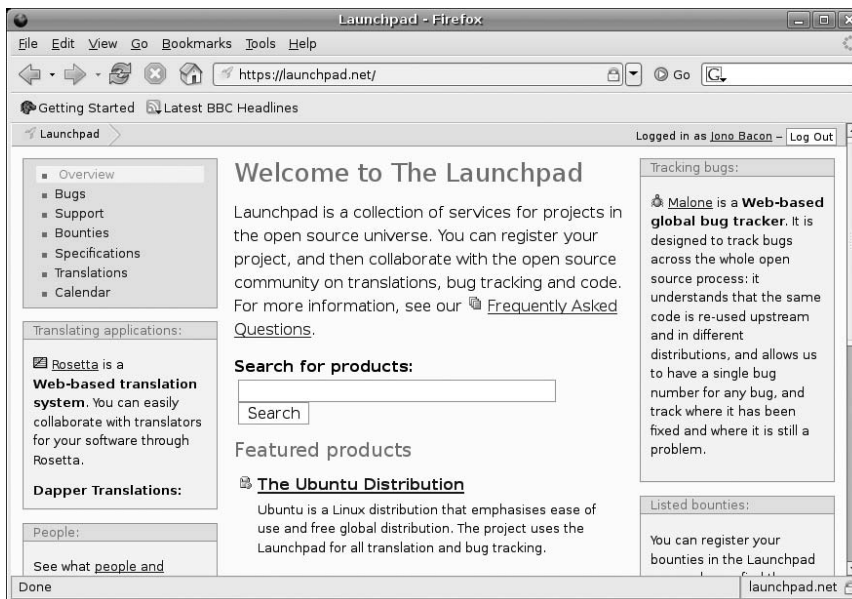 Launchpad - Firefox
File Edit View Go Bookmarks Tools Help
https://launchpad.net/
Go
G
Getting Started Latest BBC Headlines
Launchpad
Logged in as Jono Bacon – Log Out
Overview
Bugs
Support
Bounties
Specifications
Translations
Calendar
Translating applications:
Rosetta is a
Web-based translation
system. You can easily
collaborate with translators
for your software through
Rosetta.
Dapper Translations:
People:
See what people and
Welcome to The Launchpad
Launchpad is a collection of services for projects in
the open source universe. You can register your
project, and then collaborate with the open source
community on translations, bug tracking and code.
For more information, see our Frequently Asked
Questions.
Search for products:
Search
Featured products
The Ubuntu Distribution
Ubuntu is a Linux distribution that emphasises ease of
use and free global distribution. The project uses the
Launchpad for all translation and bug tracking.
Tracking bugs:
Malone is a Web-based
global bug tracker. It is
designed to track bugs
across the whole open
source process: it
understands that the same
code is re-used upstream
and in different
distributions, and allows us
to have a single bug
number for any bug, and
track where it has been
fixed and where it is still a
problem.
Listed bounties:
You can register your
bounties in the Launchpad
Done
launchpad.net